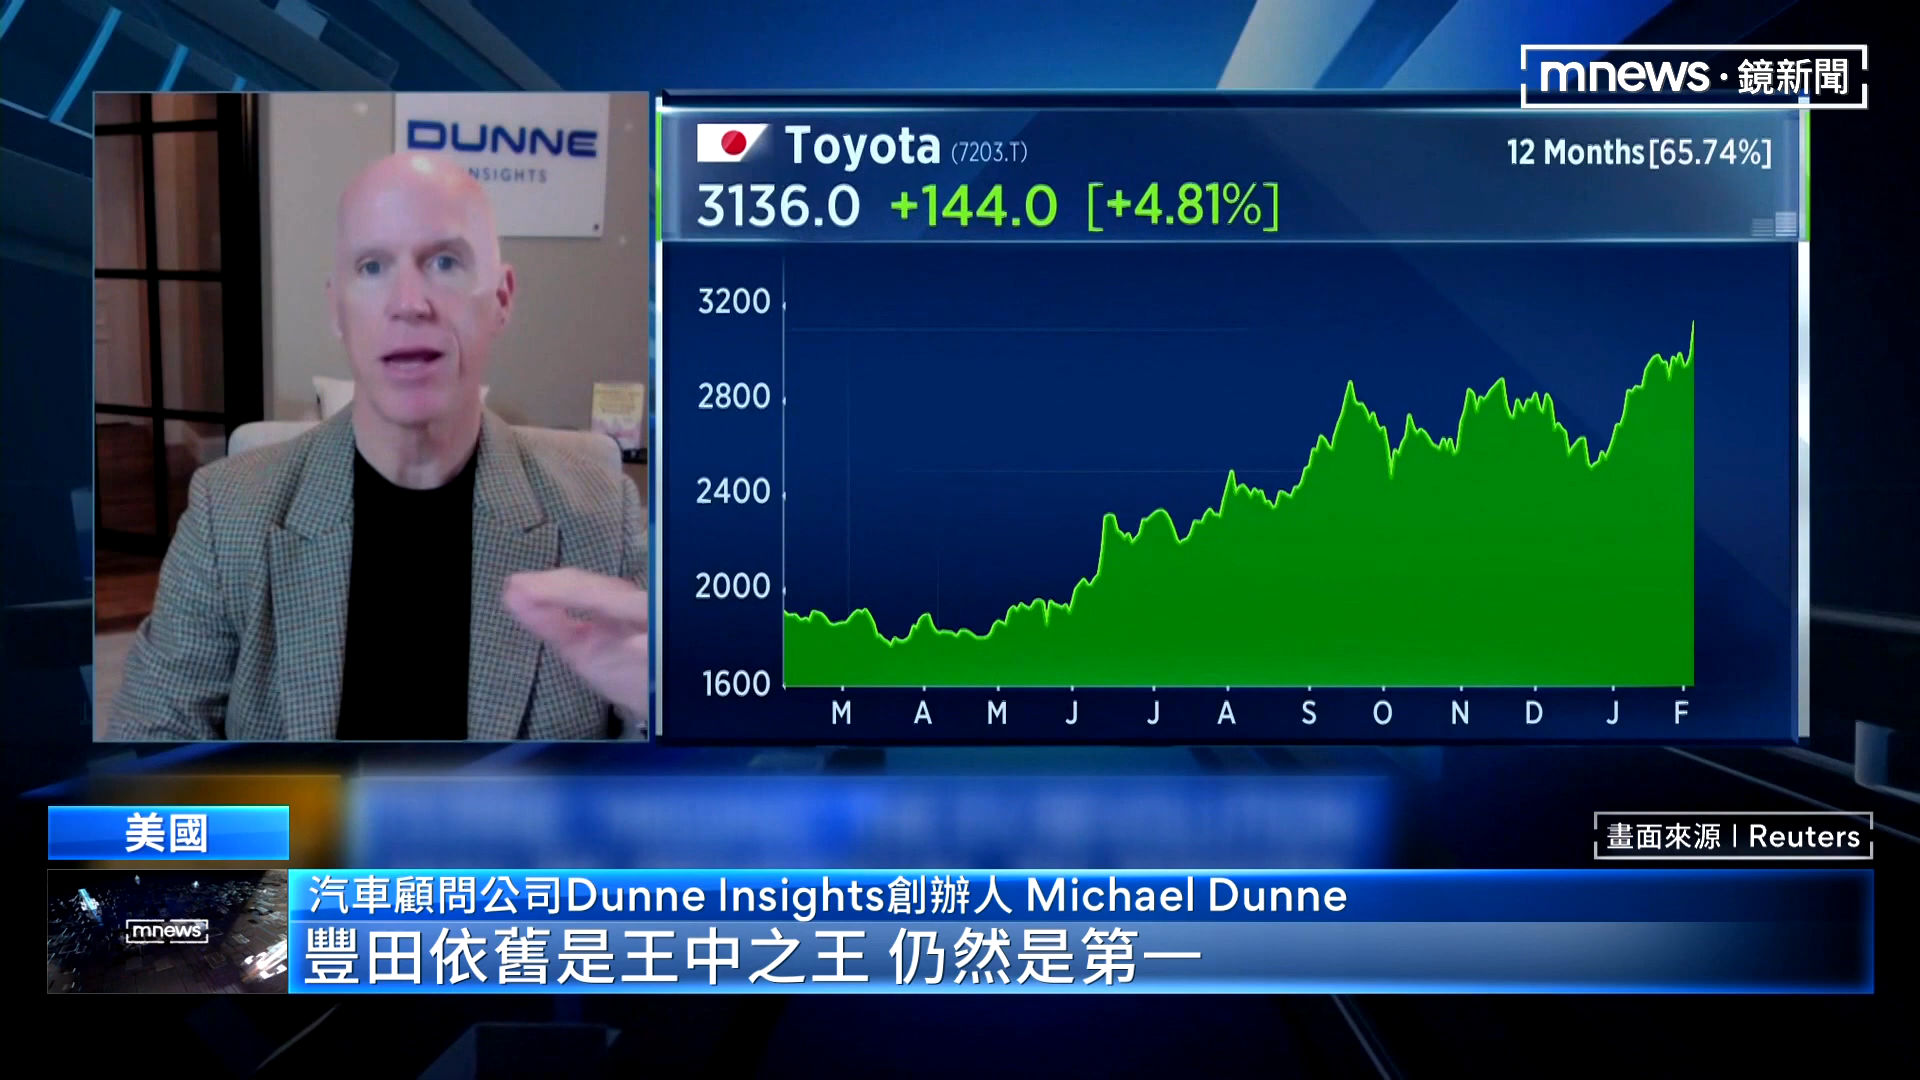 mnews·鏡新聞
DUNNE
INSIGHTS
Toyota (7203.T)
12 Months[65.74%]
3136.0 +144.0 [+4.81%]
3200
2800
2400
2000
1600
M A M J J A S O N D J F
美國
畫面來源 | Reuters
mnews
汽車顧問公司Dunne Insights創辦人 Michael Dunne
豐田依舊是王中之王 仍然是第一